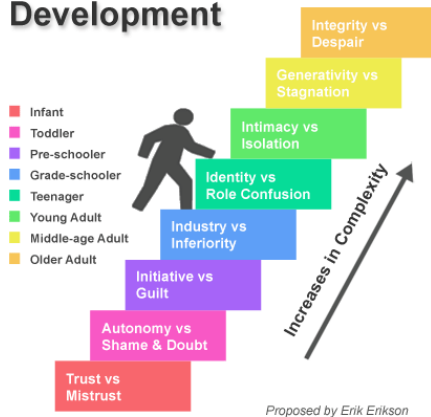 Development
Integrity vs
Despair
Generativity vs
Stagnation
Intimacy vs
Isolation
Identity vs
Role Confusion
Industry vs
Inferiority
Initiative vs
Guilt
Autonomy vs
Shame & Doubt
Trust vs
Mistrust
Infant
Toddler
Pre-schooler
Grade-schooler
Teenager
Young Adult
Middle-age Adult
Older Adult
Increases in Complexity
Proposed by Erik Erikson